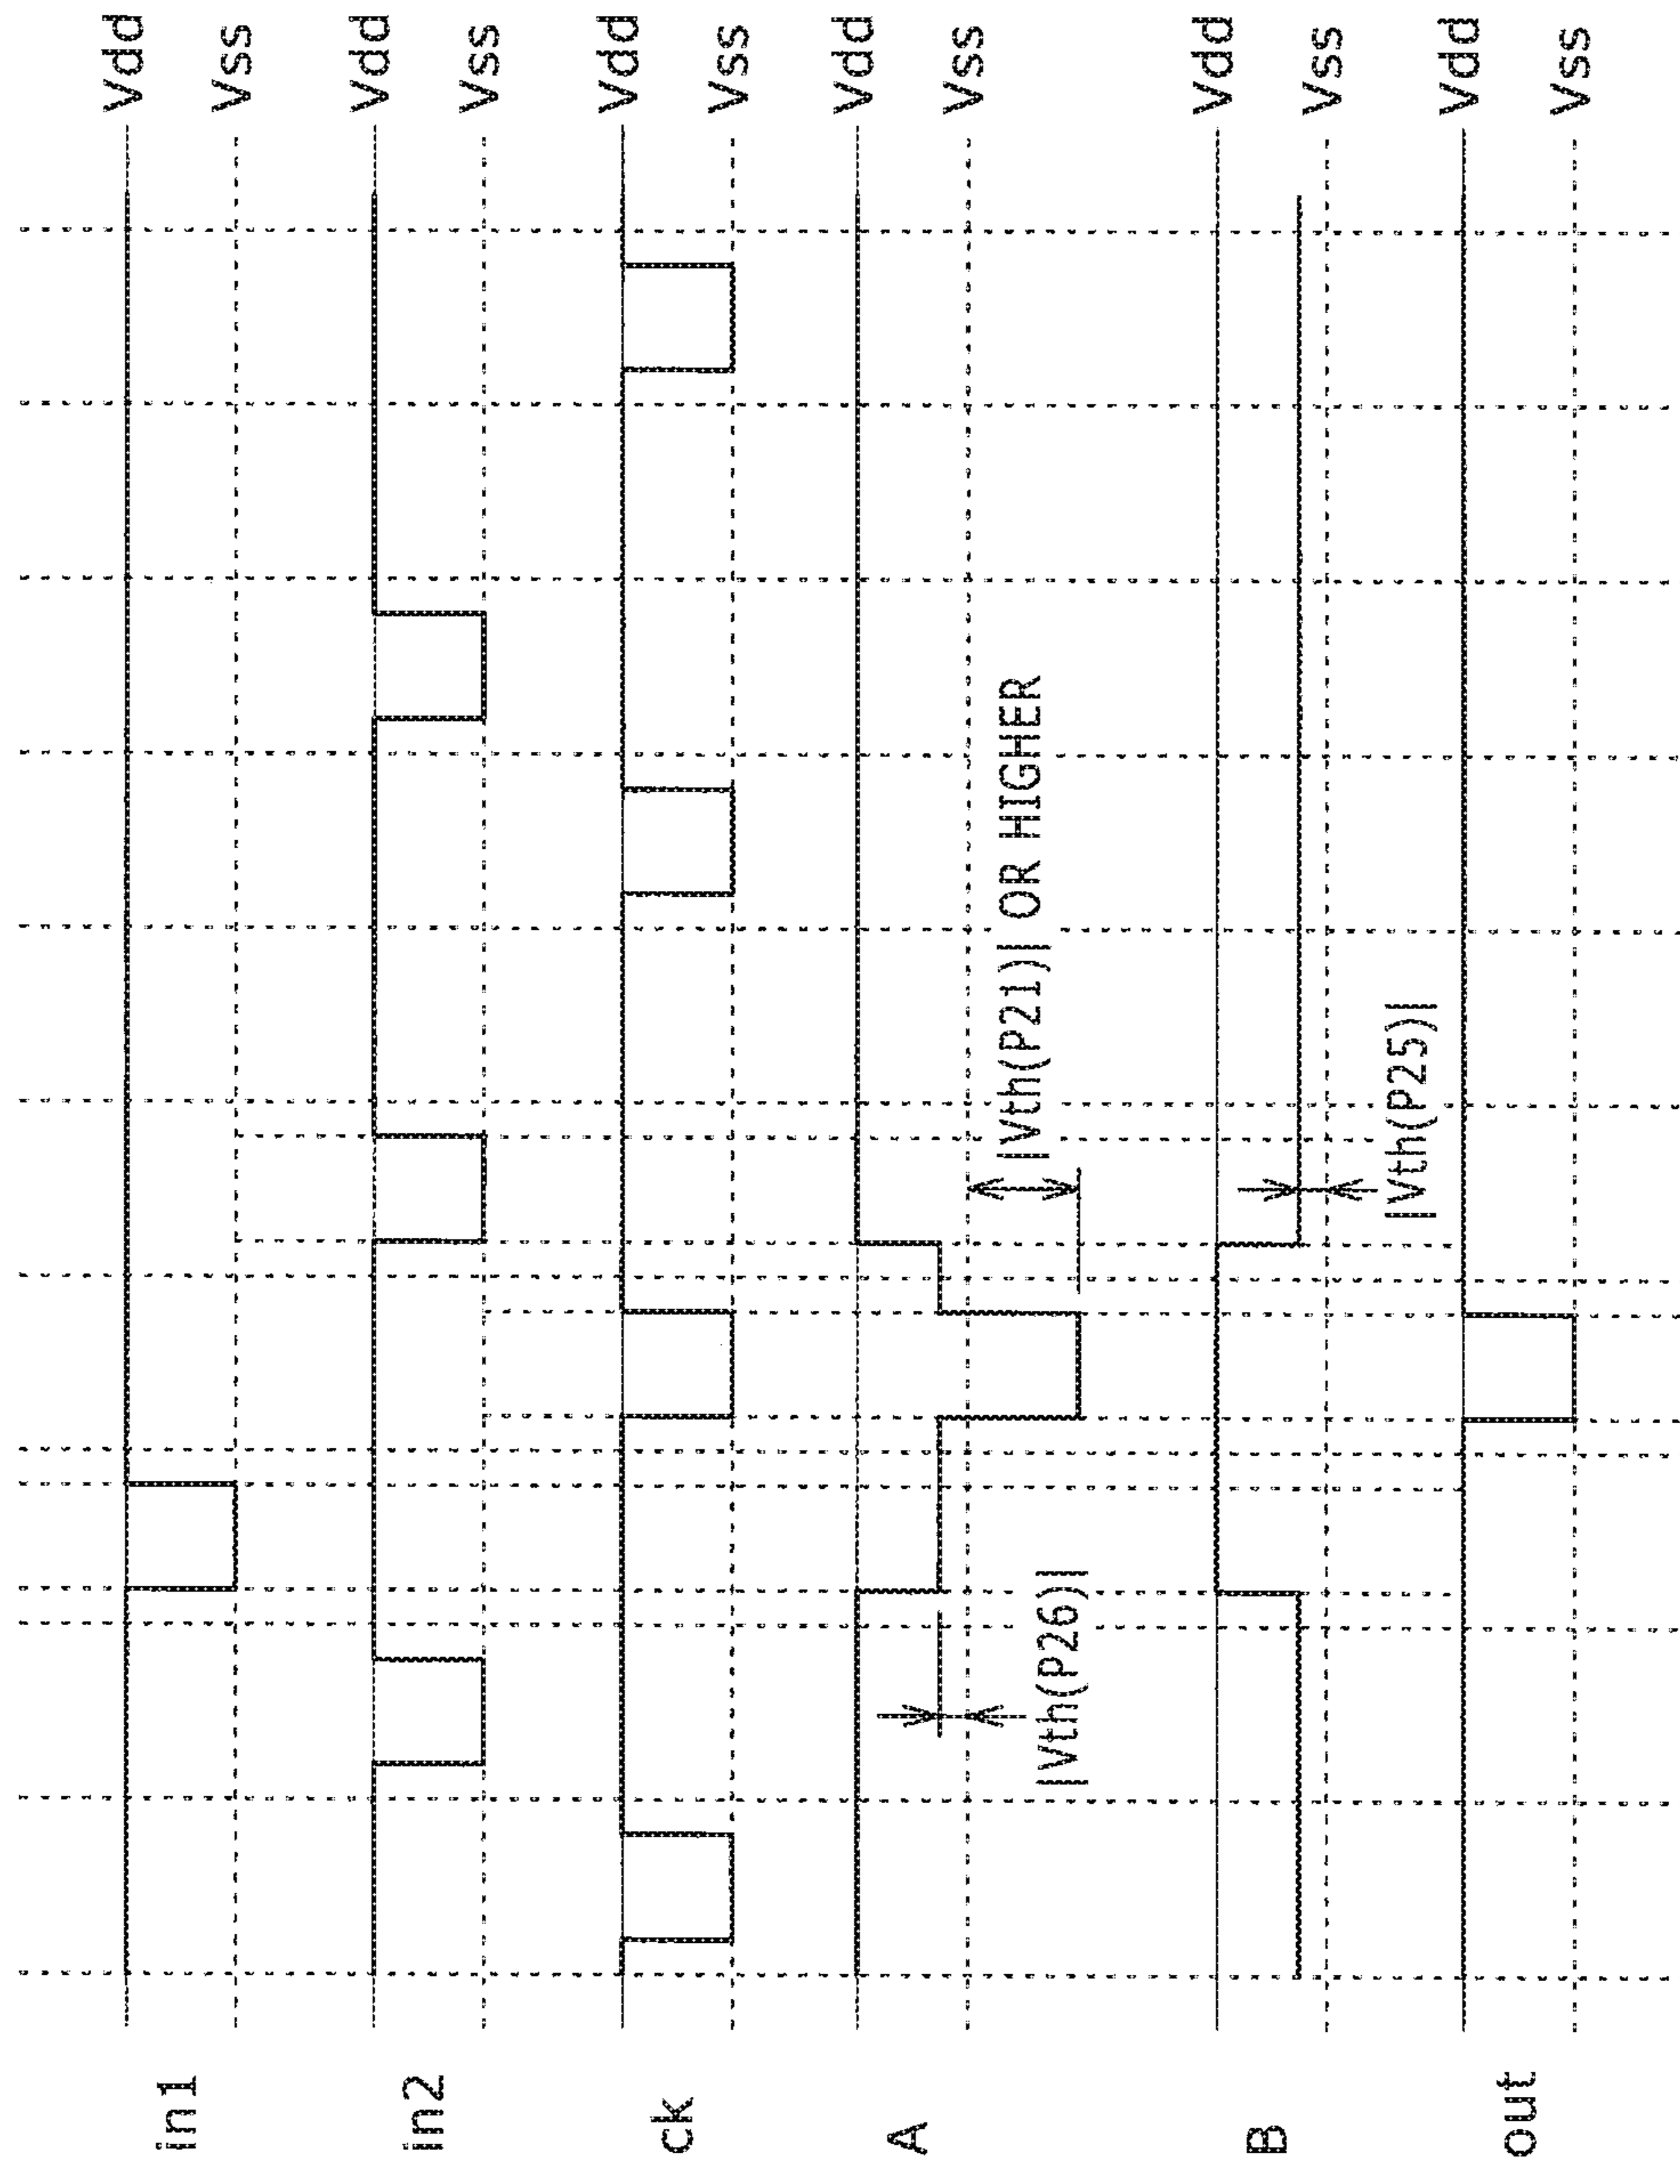 in1 Vdd
Vss
in2 Vdd
Vss
ck Vdd
Vss
A Vdd
Vss
|Vth(P21)| OR HIGHER
|Vth(P26)|
B Vdd
Vss
|Vth(P25)|
out Vdd
Vss